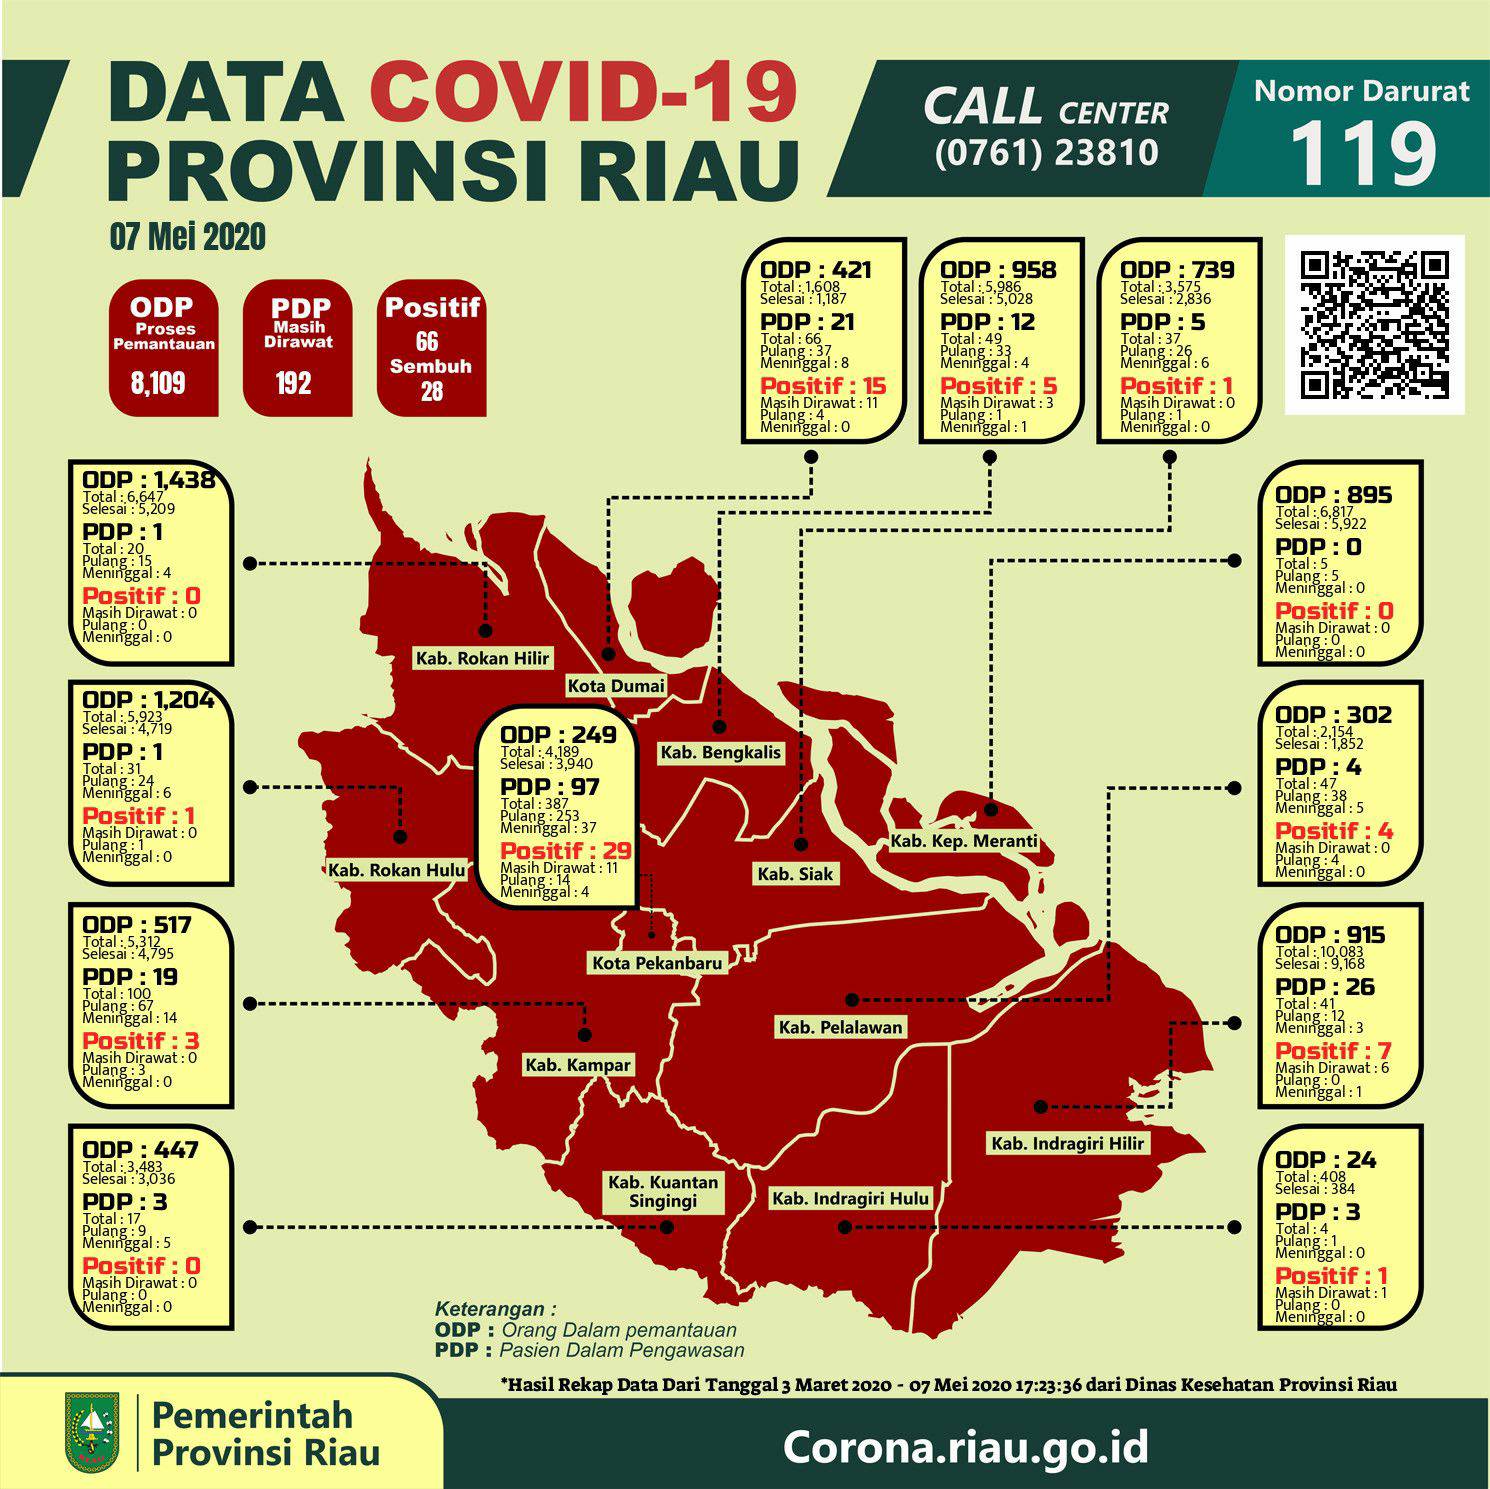 DATA COVID-19
PROVINSI RIAU
07 Mei 2020
CALL CENTER
(0761) 23810
Nomor Darurat
119
ODP
Proses
Pemantauan
8,109
PDP
Masih
Dirawat
192
Positif
66
Sembuh
28
ODP : 421
Total : 1,608
Selesai : 1,187
PDP : 21
Total : 66
Pulang : 37
Meninggal : 8
Positif : 15
Masih Dirawat : 11
Pulang : 4
Meninggal : 0
ODP : 958
Total : 5,986
Selesai : 5,028
PDP : 12
Total : 49
Pulang : 33
Meninggal : 4
Positif : 5
Masih Dirawat : 3
Pulang : 1
Meninggal : 1
ODP : 739
Total : 3,575
Selesai : 2,836
PDP : 5
Total : 37
Pulang : 26
Meninggal : 6
Positif : 1
Masih Dirawat : 0
Pulang : 1
Meninggal : 0
ODP : 1,438
Total : 6,647
Selesai : 5,209
PDP : 1
Total : 20
Pulang : 15
Meninggal : 4
Positif : 0
Masih Dirawat : 0
Pulang : 0
Meninggal : 0
ODP : 895
Total : 6,817
Selesai : 5,922
PDP : 0
Total : 5
Pulang : 5
Meninggal : 0
Positif : 0
Masih Dirawat : 0
Pulang : 0
Meninggal : 0
ODP : 1,204
Total : 5,923
Selesai : 4,719
PDP : 1
Total : 31
Pulang : 24
Meninggal : 6
Positif : 1
Masih Dirawat : 0
Pulang : 1
Meninggal : 0
ODP : 249
Total : 4,189
Selesai : 3,940
PDP : 97
Total : 387
Pulang : 253
Meninggal : 37
Positif : 29
Masih Dirawat : 11
Pulang : 14
Meninggal : 4
ODP : 302
Total : 2,154
Selesai : 1,852
PDP : 4
Total : 47
Pulang : 38
Meninggal : 5
Positif : 4
Masih Dirawat : 0
Pulang : 4
Meninggal : 0
ODP : 517
Total : 5,312
Selesai : 4,795
PDP : 19
Total : 100
Pulang : 67
Meninggal : 14
Positif : 3
Masih Dirawat : 0
Pulang : 3
Meninggal : 0
ODP : 915
Total : 10,083
Selesai : 9,168
PDP : 26
Total : 41
Pulang : 12
Meninggal : 3
Positif : 7
Masih Dirawat : 6
Pulang : 0
Meninggal : 1
ODP : 447
Total : 3,483
Selesai : 3,036
PDP : 3
Total : 17
Pulang : 9
Meninggal : 5
Positif : 0
Masih Dirawat : 0
Pulang : 0
Meninggal : 0
ODP : 24
Total : 408
Selesai : 384
PDP : 3
Total : 4
Pulang : 1
Meninggal : 0
Positif : 1
Masih Dirawat : 1
Pulang : 0
Meninggal : 0
Kab. Rokan Hilir
Kota Dumai
Kab. Bengkalis
Kab. Kep. Meranti
Kab. Rokan Hulu
Kab. Siak
Kota Pekanbaru
Kab. Pelalawan
Kab. Kampar
Kab. Indragiri Hilir
Kab. Kuantan
Singingi
Kab. Indragiri Hulu
Keterangan :
ODP : Orang Dalam pemantauan
PDP : Pasien Dalam Pengawasan
*Hasil Rekap Data Dari Tanggal 3 Maret 2020 - 07 Mei 2020 17:23:36 dari Dinas Kesehatan Provinsi Riau
Pemerintah
Provinsi Riau
Corona.riau.go.id